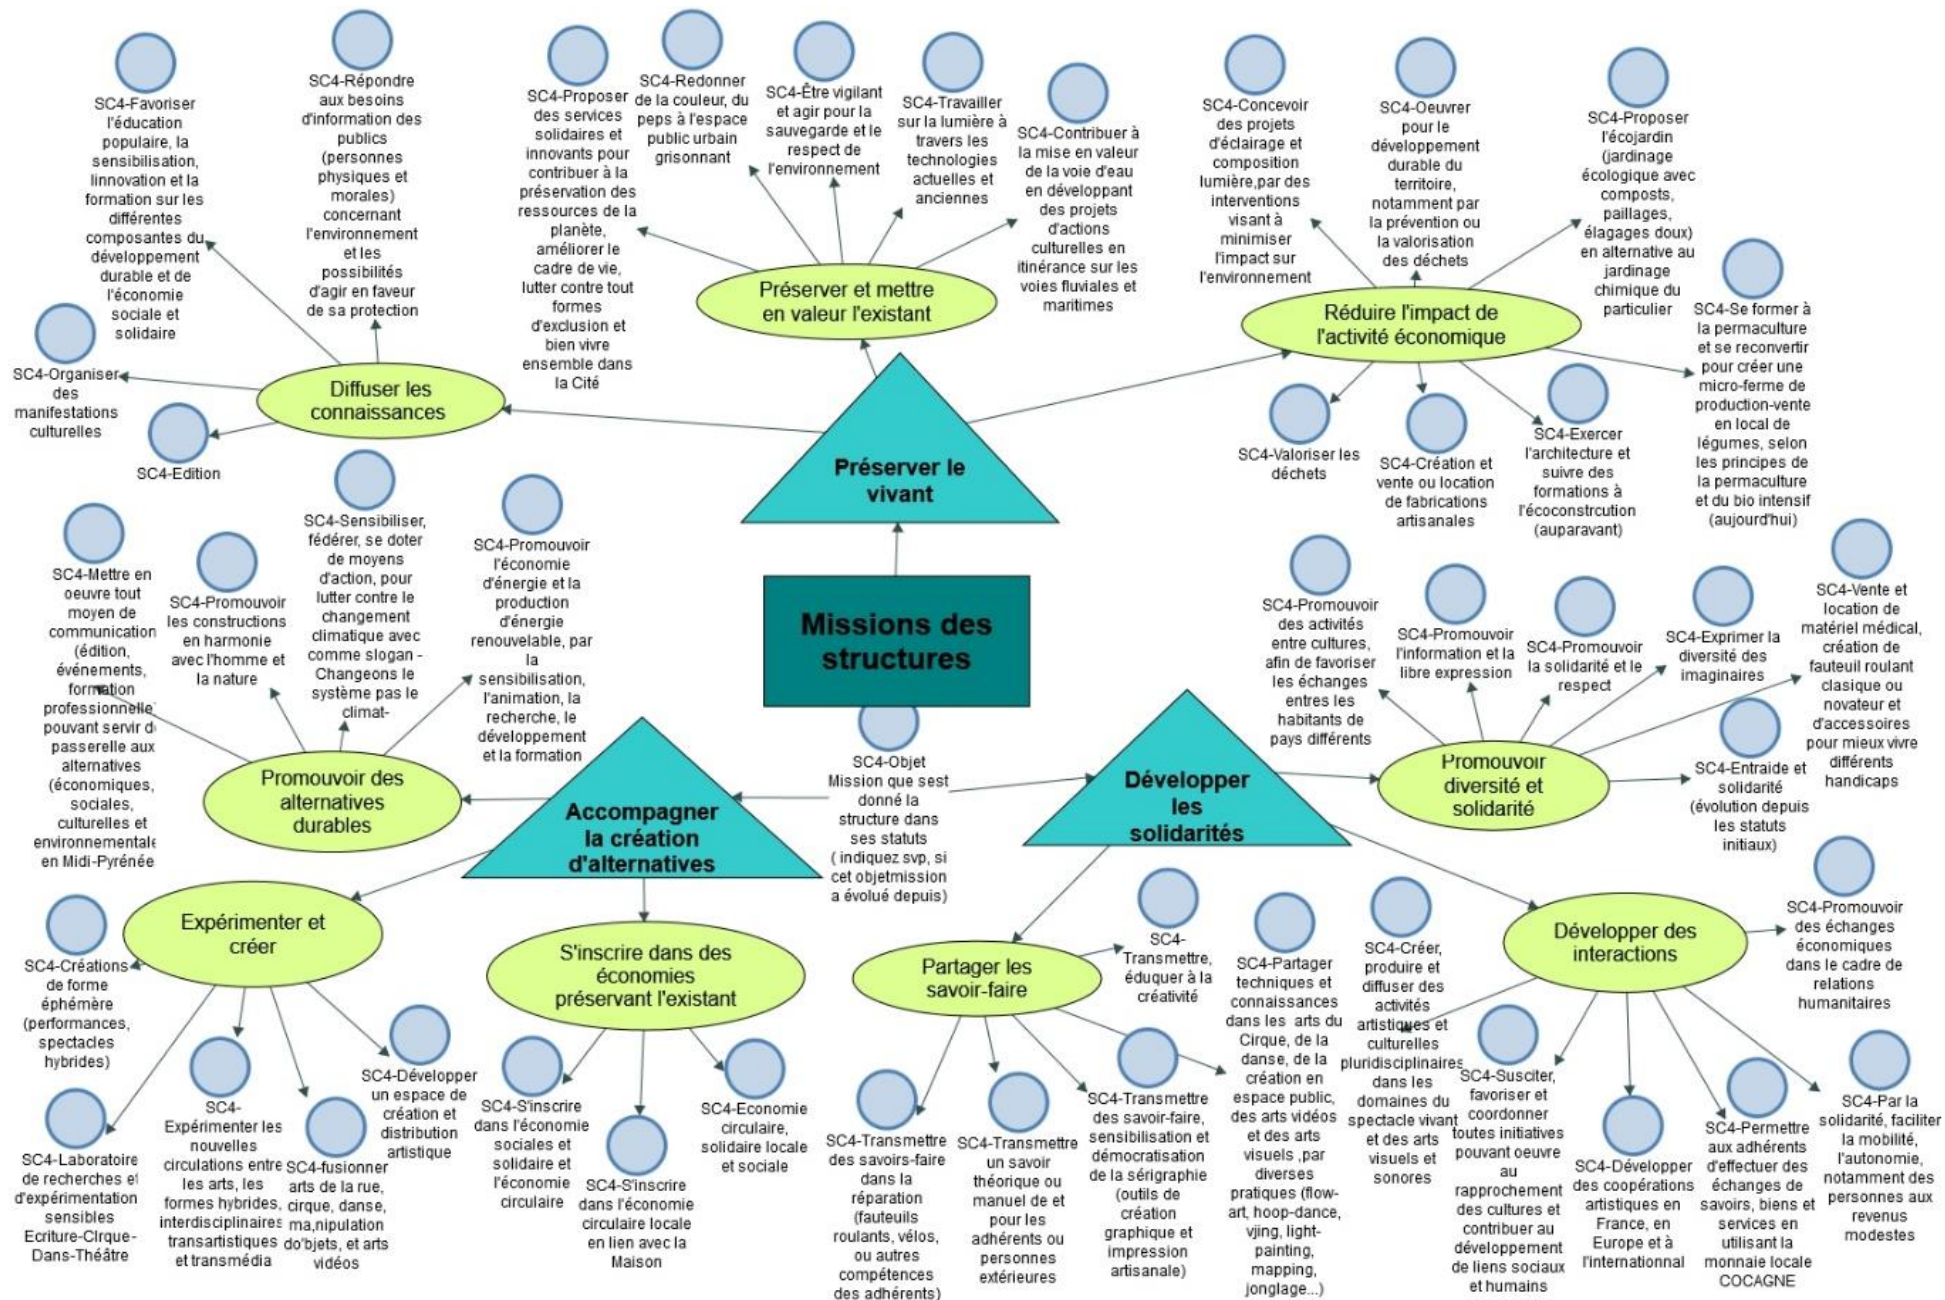 SC4-Favoriser
l'éducation
populaire, la
sensibilisation,
linnovation et la
formation sur les
différentes
composantes du
développement
durable et de
l'économie
sociale et
solidaire
SC4-Répondre
aux besoins
d'information des
publics
(personnes
physiques et
morales)
concernant
l'environnement
et les
possibilités
d'agir en faveur
de sa protection
SC4-Organiser
des
manifestations
culturelles
SC4-Edition
Diffuser les
connaissances
SC4-Proposer
des services
solidaires et
innovants pour
contribuer à la
préservation des
ressources de la
planète,
améliorer le
cadre de vie,
lutter contre tout
formes
d'exclusion et
bien vivre
ensemble dans
la Cité
SC4-Redonner
de la couleur, du
peps à l'espace
public urbain
grisonnant
SC4-Être vigilant
et agir pour la
sauvegarde et le
respect de
l'environnement
SC4-Travailler
sur la lumière à
travers les
technologies
actuelles et
anciennes
SC4-Contribuer à
la mise en valeur
de la voie d'eau
en développant
des projets
d'actions
culturelles en
itinérance sur les
voies fluviales et
maritimes
Préserver et mettre
en valeur l'existant
SC4-Concevoir
des projets
d'éclairage et
composition
lumière,par des
interventions
visant à
minimiser
l'impact sur
l'environnement
SC4-Oeuvrer
pour le
développement
durable du
territoire,
notamment par
la prévention ou
la valorisation
des déchets
SC4-Proposer
l'écojardin
(jardinage
écologique avec
composts,
paillages,
élagages doux)
en alternative au
jardinage
chimique du
particulier
SC4-Se former à
la permaculture
et se reconvertir
pour créer une
micro-ferme de
production-vente
en local de
légumes, selon
les principes de
la permaculture
et du bio intensif
(aujourd'hui)
Réduire l'impact de
l'activité économique
SC4-Valoriser les
déchets
SC4-Création et
vente ou location
de fabrications
artisanales
SC4-Exercer
l'architecture et
suivre des
formations à
l'écoconstrcution
(auparavant)
Préserver le
vivant
Missions des
structures
SC4-Mettre en
oeuvre tout
moyen de
communication
(édition,
événements,
formation
professionnelle
pouvant servir d
passerelle aux
alternatives
(économiques,
sociales,
culturelles et
environnementale
en Midi-Pyrénée
SC4-Promouvoir
les constructions
en harmonie
avec l'homme et
la nature
SC4-Sensibiliser,
fédérer, se doter
de moyens
d'action, pour
lutter contre le
changement
climatique avec
comme slogan -
Changeons le
système pas le
climat-
SC4-Promouvoir
l'économie
d'énergie et la
production
d'énergie
renouvelable, par
la
sensibilisation,
l'animation, la
recherche, le
développement
et la formation
Promouvoir des
alternatives
durables
Accompagner
la création
d'alternatives
SC4-Objet
Mission que sest
donné la
structure dans
ses statuts
( indiquez svp, si
cet objetmission
a évolué depuis)
Développer
les
solidarités
SC4-Promouvoir
des activités
entre cultures,
afin de favoriser
les échanges
entres les
habitants de
pays différents
SC4-Promouvoir
l'information et la
libre expression
SC4-Promouvoir
la solidarité et le
respect
SC4-Exprimer la
diversité des
imaginaires
SC4-Vente et
location de
matériel médical,
création de
fauteuil roulant
clasique ou
novateur et
d'accessoires
pour mieux vivre
différents
handicaps
Promouvoir
diversité et
solidarité
SC4-Entraide et
solidarité
(évolution depuis
les statuts
initiaux)
Expérimenter et
créer
SC4-Créations
de forme
éphémère
(performances,
spectacles
hybrides)
SC4-Laboratoire
de recherches et
d'expérimentation
sensibles
Ecriture-CIrque-
Dans-Théâtre
SC4-
Expérimenter les
nouvelles
circulations entre
les arts, les
formes hybrides,
interdisciplinaires
transartistiques
et transmédia
SC4-fusionner
arts de la rue,
cirque, danse,
ma,nipulation
do'bjets, et arts
vidéos
SC4-Développer
un espace de
création et
distribution
artistique
S'inscrire dans des
économies
préservant l'existant
SC4-S'inscrire
dans l'économie
sociales et
solidaire et
l'économie
circulaire
SC4-S'inscrire
dans l'économie
circulaire locale
en lien avec la
Maison
SC4-Economie
circulaire,
solidaire locale
et sociale
Partager les
savoir-faire
SC4-
Transmettre,
éduquer à la
créativité
SC4-Transmettre
des savoirs-faire
dans la
réparation
(fauteuils
roulants, vélos,
ou autres
compétences
des adhérents)
SC4-Transmettre
un savoir
théorique ou
manuel de et
pour les
adhérents ou
personnes
extérieures
SC4-Transmettre
des savoir-faire,
sensibilisation et
démocratisation
de la sérigraphie
(outils de
création
graphique et
impression
artisanale)
SC4-Partager
techniques et
connaissances
dans les arts du
Cirque, de la
danse, de la
création en
espace public,
des arts vidéos
et des arts
visuels ,par
diverses
pratiques (flow-
art, hoop-dance,
vjing, light-
painting,
mapping,
jonglage...)
Développer des
interactions
SC4-Créer,
produire et
diffuser des
activités
artistiques et
culturelles
pluridisciplinaires
dans les
domaines du
spectacle vivant
et des arts
visuels et
sonores
SC4-Susciter,
favoriser et
coordonner
toutes initiatives
pouvant oeuvre
au
rapprochement
des cultures et
contribuer au
développement
de liens sociaux
et humains
SC4-Développer
des coopérations
artistiques en
France, en
Europe et à
l'internationnal
SC4-Permettre
aux adhérents
d'effectuer des
échanges de
savoirs, biens et
services en
utilisant la
monnaie locale
COCAGNE
SC4-Par la
solidarité, faciliter
la mobilité,
l'autonomie,
notamment des
personnes aux
revenus
modestes
SC4-Promouvoir
des échanges
économiques
dans le cadre de
relations
humanitaires